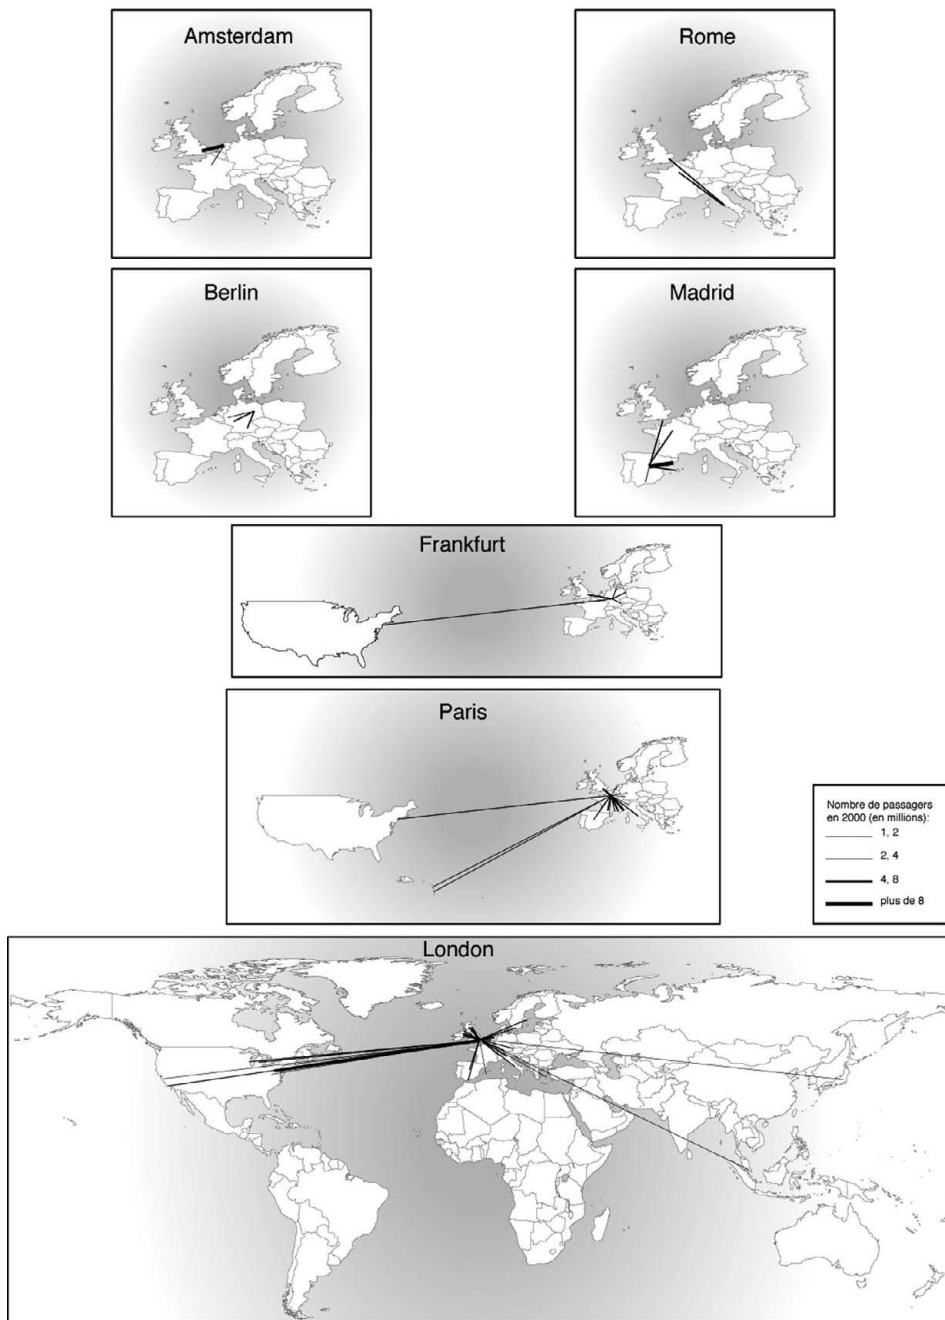 Amsterdam
Rome
Berlin
Madrid
Frankfurt
Paris
Nombre de passagers
en 2000 (en millions):
1, 2
2, 4
4, 8
plus de 8
London